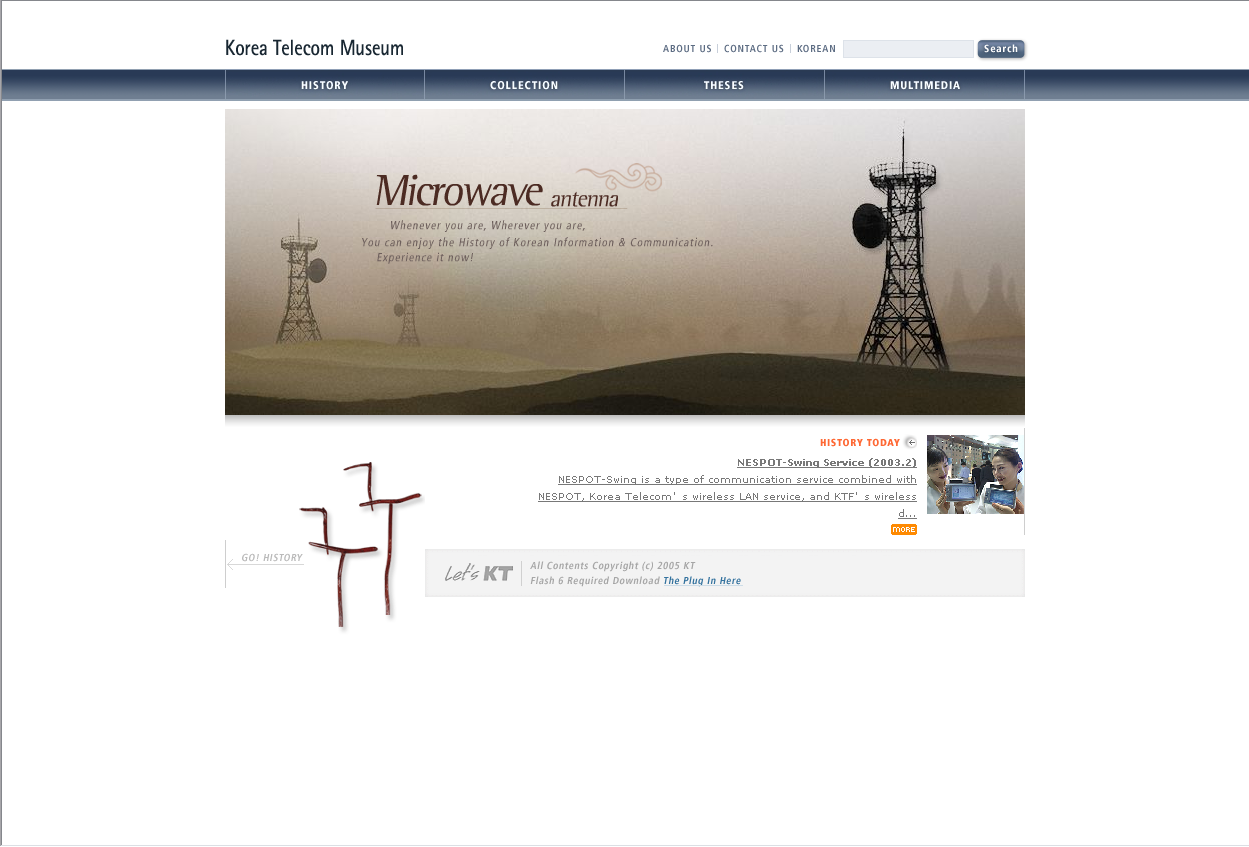 Korea Telecom Museum
ABOUT US
CONTACT US
KOREAN
Search
HISTORY
COLLECTION
THESES
MULTIMEDIA
Microwave antenna
Whenever you are, Wherever you are,
You can enjoy the History of Korean Information & Communication.
Experience it now!
HISTORY TODAY
NESPOT-Swing Service (2003.2)
NESPOT-Swing is a type of communication service combined with
NESPOT, Korea Telecom' s wireless LAN service, and KTF' s wireless
d...
MORE
GO! HISTORY
Let's KT
All Contents Copyright (c) 2005 KT
Flash 6 Required Download The Plug In Here